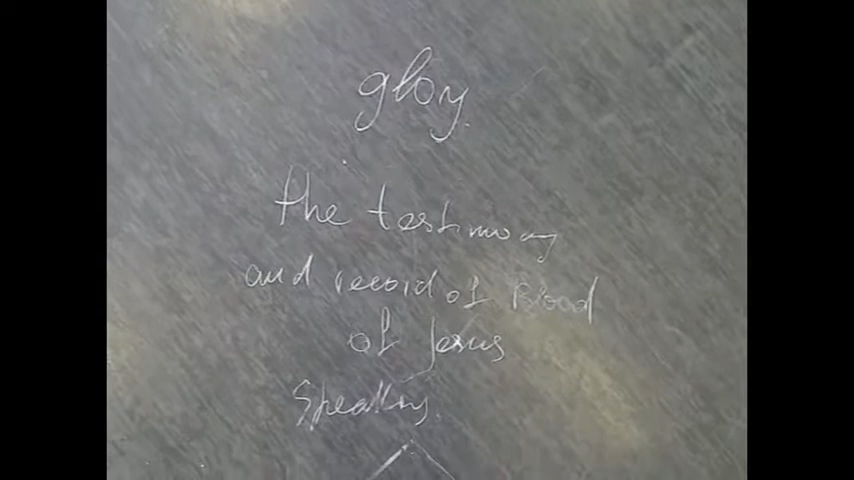 glory.
the testimony
and record of Blood
of Jesus
Speaking.